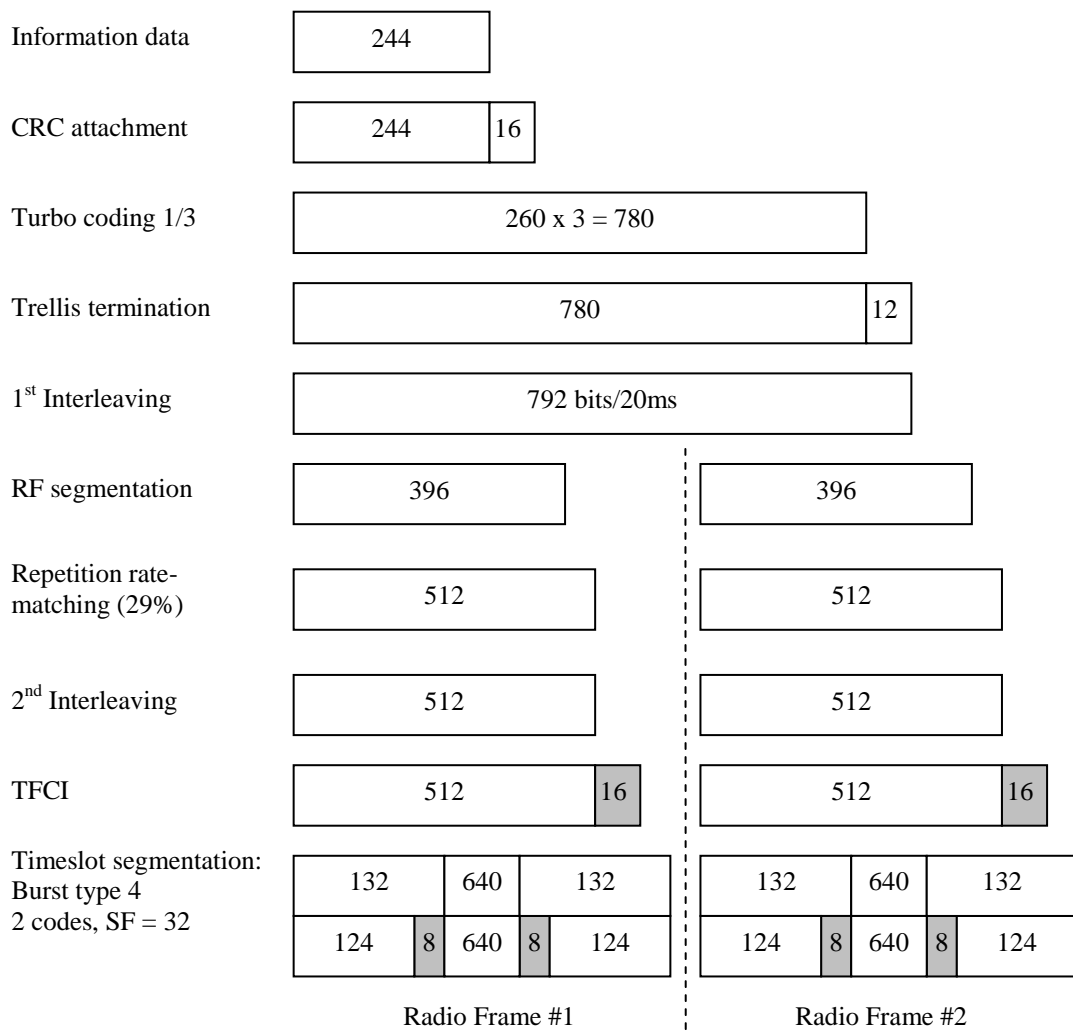 Information data
244
CRC attachment
244 16
Turbo coding 1/3
260 x 3 = 780
Trellis termination
780 12
1st Interleaving
792 bits/20ms
RF segmentation
396 396
Repetition rate-
matching (29%)
512 512
2nd Interleaving
512 512
TFCI
512 16 512 16
Timeslot segmentation:
Burst type 4
2 codes, SF = 32
132 640 132 132 640 132
124 8 640 8 124 124 8 640 8 124
Radio Frame #1 Radio Frame #2